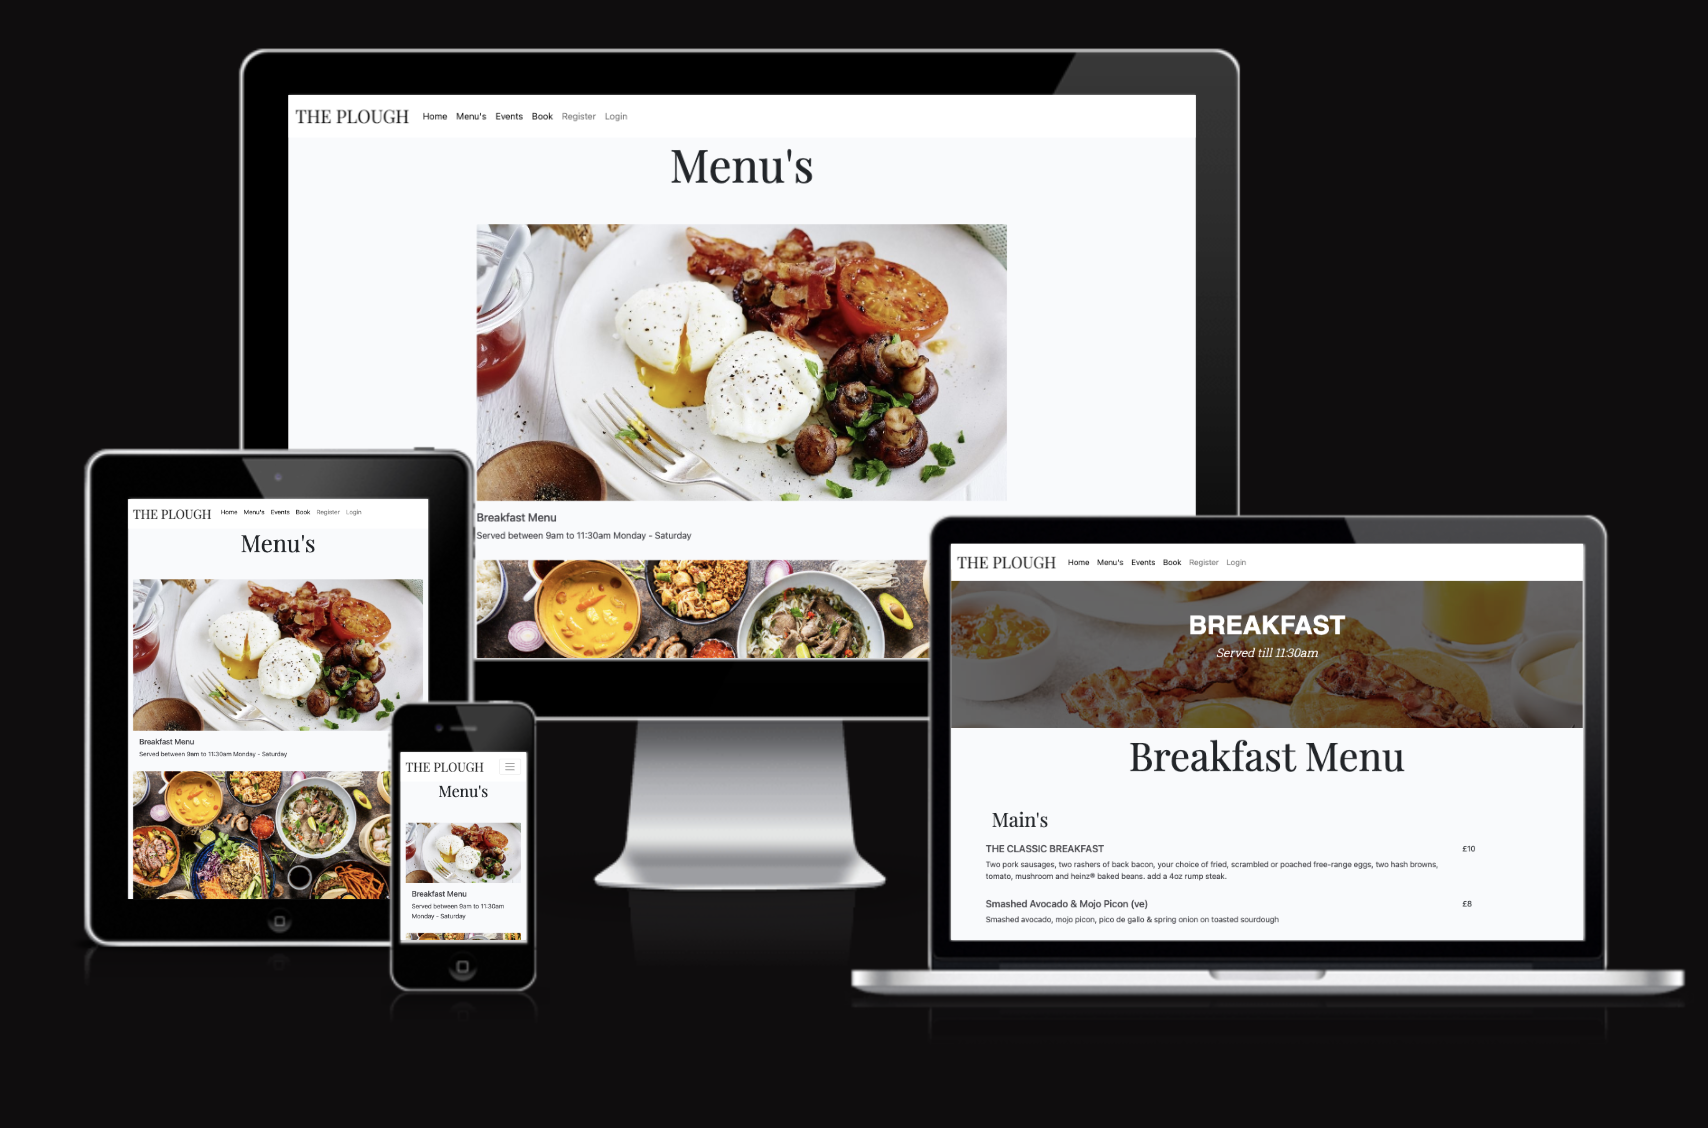 THE PLOUGH Home Menu's Events Book Register Login
Menu's
Breakfast Menu
Served between 9am to 11:30am Monday - Saturday
THE PLOUGH Home Menu's Events Book Register Login
Menu's
Breakfast Menu
Served between 9am to 11:30am Monday - Saturday
THE PLOUGH
Menu's
Breakfast Menu
Served between 9am to 11:30am
Monday - Saturday
THE PLOUGH Home Menu's Events Book Register Login
BREAKFAST
Served till 11:30am
Breakfast Menu
Main's
THE CLASSIC BREAKFAST £10
Two pork sausages, two rashers of back bacon, your choice of fried, scrambled or poached free-range eggs, two hash browns,
tomato, mushroom and heinz® baked beans. add a 4oz rump steak.
Smashed Avocado & Mojo Picon (ve) £8
Smashed avocado, mojo picon, pico de gallo & spring onion on toasted sourdough